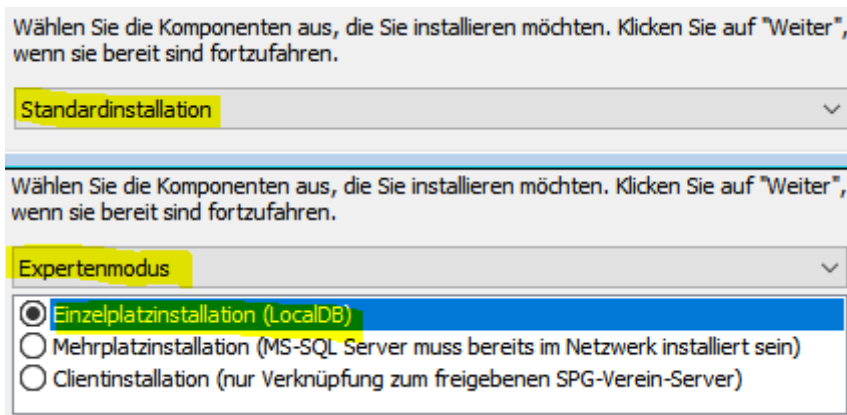 Wählen Sie die Komponenten aus, die Sie installieren möchten. Klicken Sie auf "Weiter",
wenn sie bereit sind fortzufahren.
Standardinstallation
Wählen Sie die Komponenten aus, die Sie installieren möchten. Klicken Sie auf "Weiter",
wenn sie bereit sind fortzufahren.
Expertenmodus
Einzelplatzinstallation (LocalDB)
Mehrplatzinstallation (MS-SQL Server muss bereits im Netzwerk installiert sein)
Clientinstallation (nur Verknüpfung zum freigebenen SPG-Verein-Server)